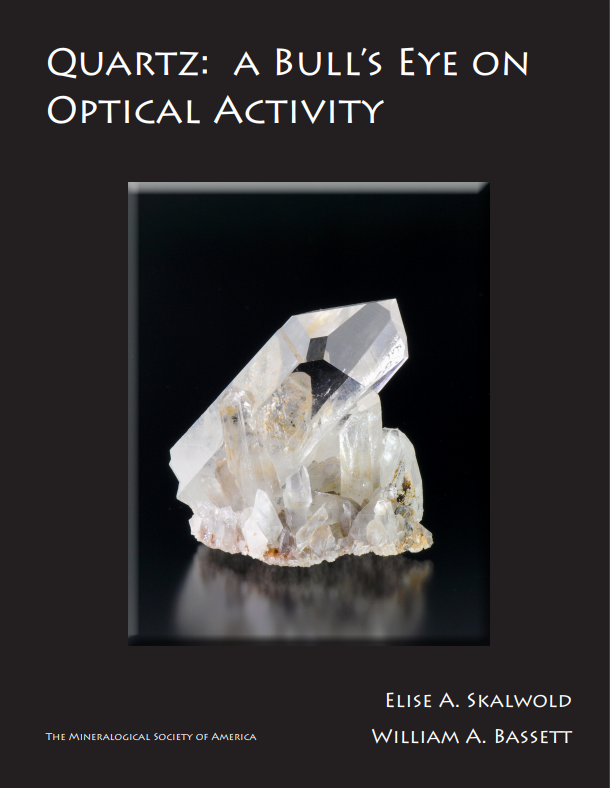 Quartz: a Bull's Eye on
Optical Activity
Elise A. Skalwold
The Mineralogical Society of America
William A. Bassett